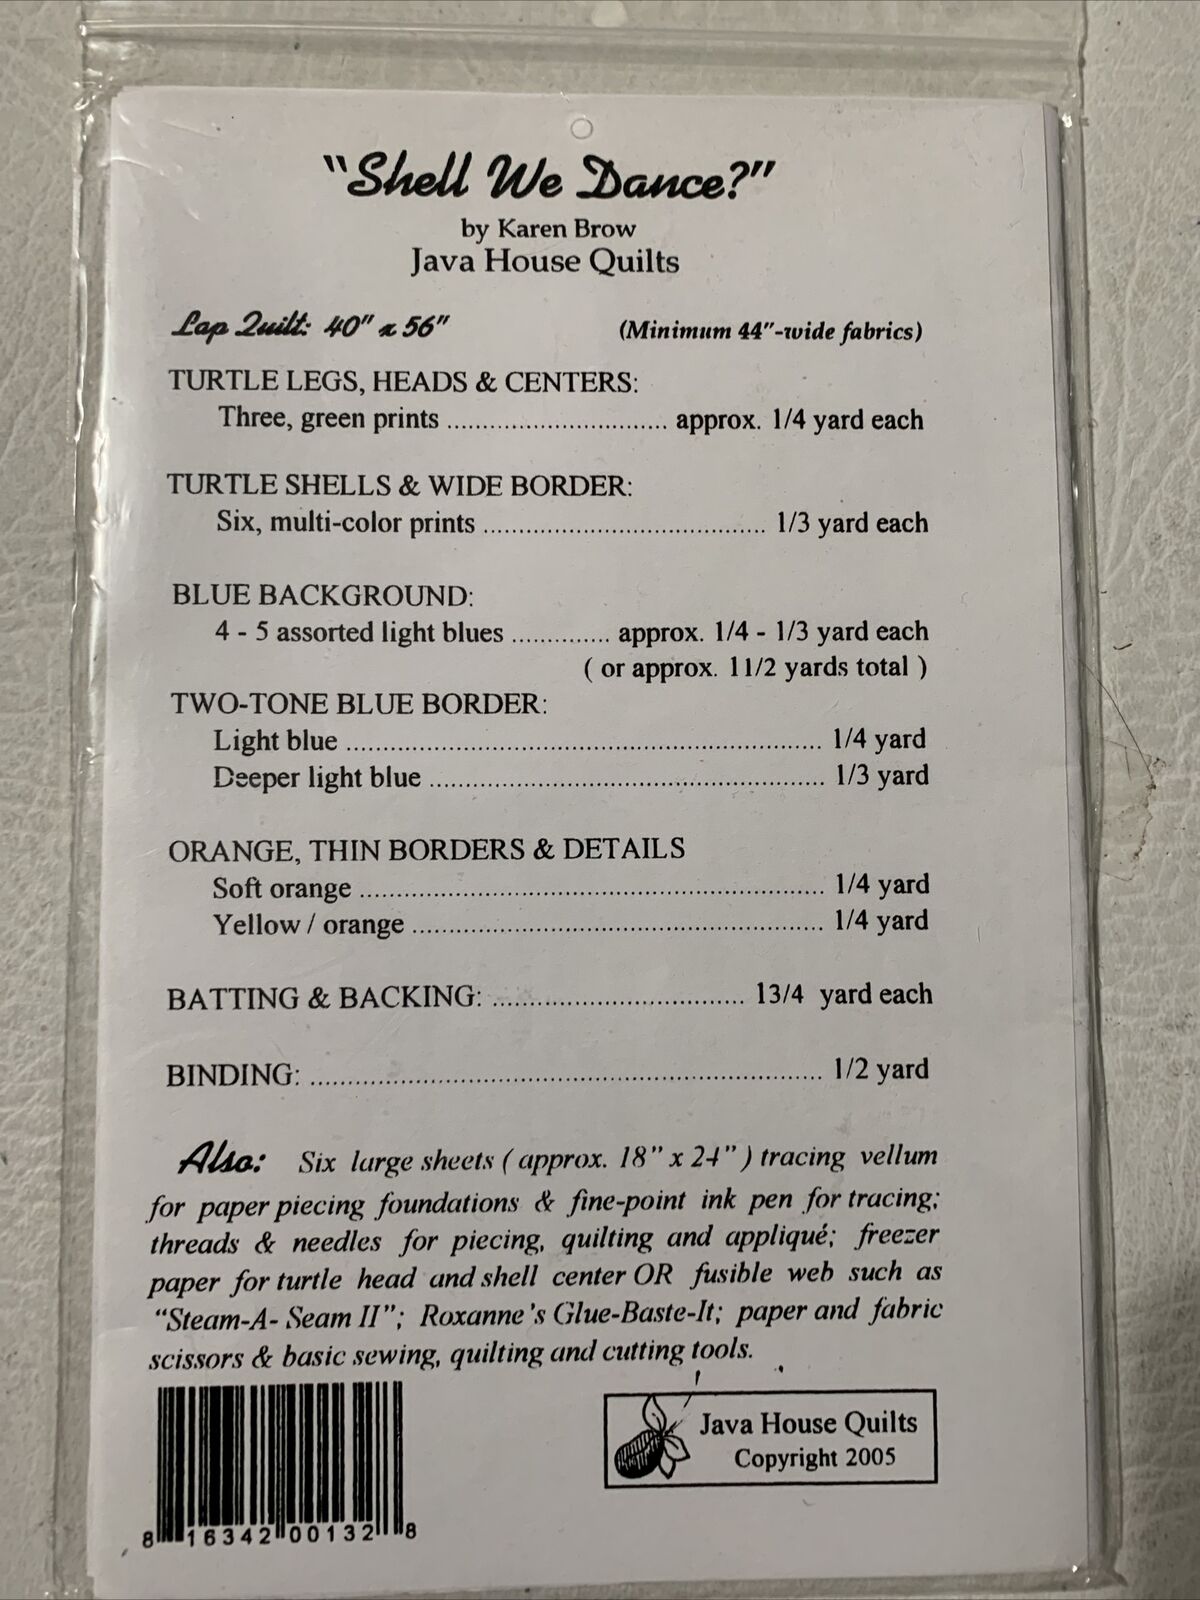 "Shell We Dance?"
by Karen Brow
Java House Quilts
Lap Quilt: 40" x 56" (Minimum 44"-wide fabrics)
TURTLE LEGS, HEADS & CENTERS:
Three, green prints ............................... approx. 1/4 yard each
TURTLE SHELLS & WIDE BORDER:
Six, multi-color prints ....................................... 1/3 yard each
BLUE BACKGROUND:
4 - 5 assorted light blues .............. approx. 1/4 - 1/3 yard each
( or approx. 11/2 yards total )
TWO-TONE BLUE BORDER:
Light blue ................................................................ 1/4 yard
Deeper light blue ..................................................... 1/3 yard
ORANGE, THIN BORDERS & DETAILS
Soft orange .............................................................. 1/4 yard
Yellow / orange ....................................................... 1/4 yard
BATTING & BACKING: .................................. 13/4 yard each
BINDING: ..................................................................... 1/2 yard
Also: Six large sheets ( approx. 18" x 24" ) tracing vellum
for paper piecing foundations & fine-point ink pen for tracing;
threads & needles for piecing, quilting and appliqué; freezer
paper for turtle head and shell center OR fusible web such as
"Steam-A- Seam II"; Roxanne's Glue-Baste-It; paper and fabric
scissors & basic sewing, quilting and cutting tools.
Java House Quilts
Copyright 2005
8 16342 00132 8